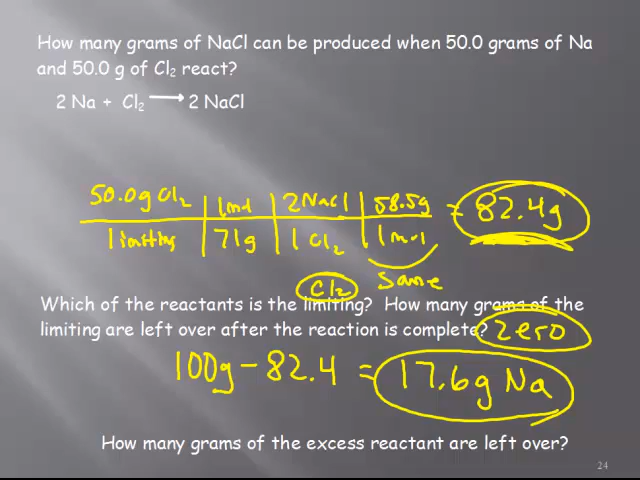 How many grams of NaCl can be produced when 50.0 grams of Na
and 50.0 g of Cl₂ react?
2 Na + Cl₂ ⟶ 2 NaCl
50.0g Cl₂ | 1mol | 2NaCl | 58.5g = 82.4g
limiting | 71g | 1 Cl₂ | 1mol
Cl₂ same
Which of the reactants is the limiting? How many grams of the
limiting are left over after the reaction is complete? Zero
100g - 82.4 = 17.6g Na
How many grams of the excess reactant are left over?
24